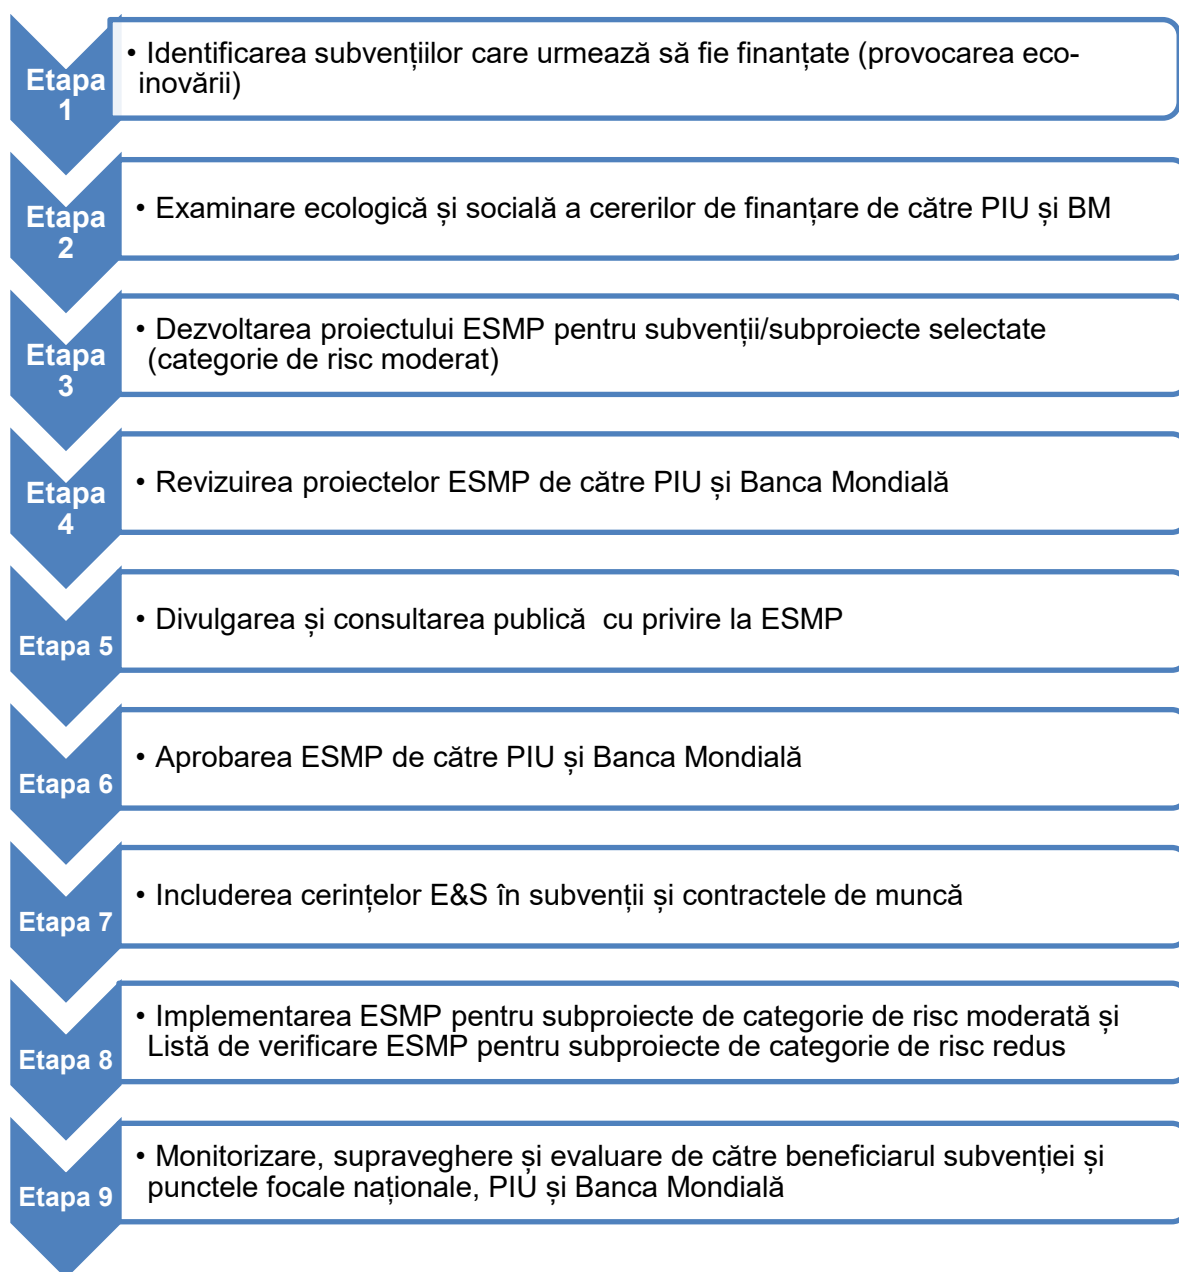 Etapa
1
• Identificarea subvențiilor care urmează să fie finanțate (provocarea eco-
inovării)
Etapa
2
• Examinare ecologică și socială a cererilor de finanțare de către PIU și BM
Etapa
3
• Dezvoltarea proiectului ESMP pentru subvenții/subproiecte selectate
(categorie de risc moderat)
Etapa
4
• Revizuirea proiectelor ESMP de către PIU și Banca Mondială
Etapa 5
• Divulgarea și consultarea publică cu privire la ESMP
Etapa 6
• Aprobarea ESMP de către PIU și Banca Mondială
Etapa 7
• Includerea cerințelor E&S în subvenții și contractele de muncă
Etapa 8
• Implementarea ESMP pentru subproiecte de categorie de risc moderată și
Listă de verificare ESMP pentru subproiecte de categorie de risc redus
Etapa 9
• Monitorizare, supraveghere și evaluare de către beneficiarul subvenției și
punctele focale naționale, PIU și Banca Mondială